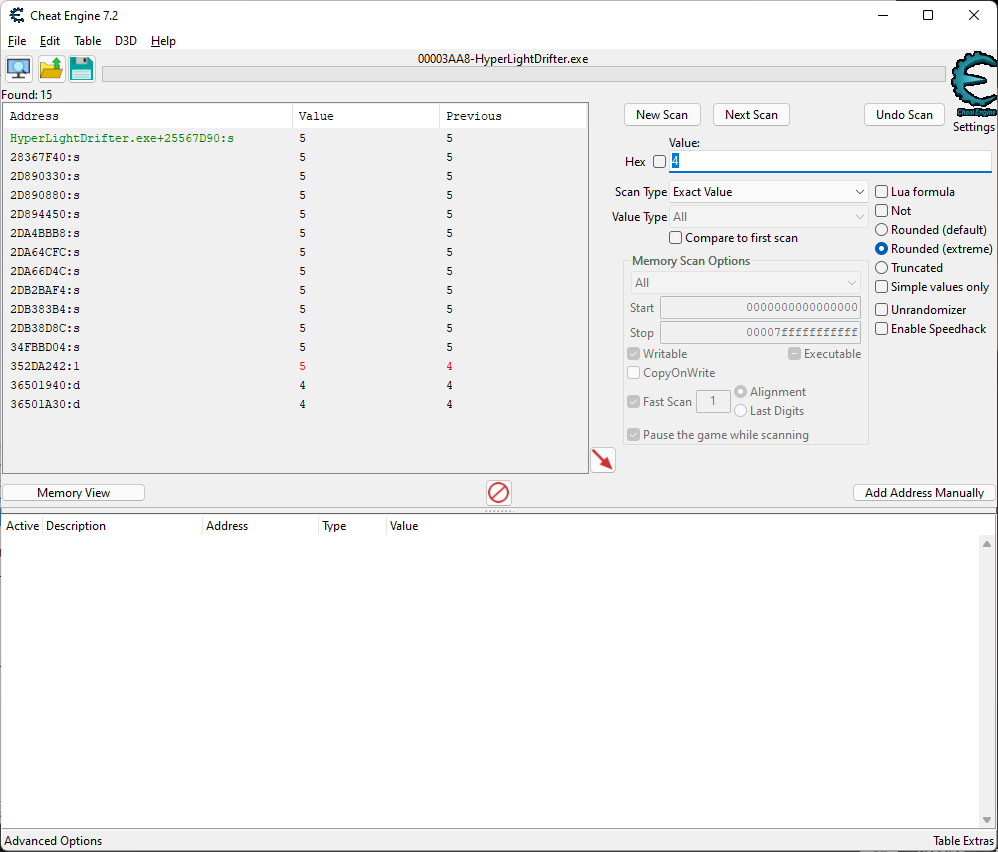 Cheat Engine 7.2
File Edit Table D3D Help
00003AA8-HyperLightDrifter.exe
Found: 15
Cheat Engine
Settings
Address Value Previous
HyperLightDrifter.exe+25567D90:s 5 5
28367F40:s 5 5
2D890330:s 5 5
2D890880:s 5 5
2D894450:s 5 5
2DA4BBB8:s 5 5
2DA64CFC:s 5 5
2DA66D4C:s 5 5
2DB2BAF4:s 5 5
2DB383B4:s 5 5
2DB38D8C:s 5 5
34FBBD04:s 5 5
352DA242:l 5 4
36501940:d 4 4
36501A30:d 4 4
New Scan Next Scan Undo Scan
Value:
Hex 4
Scan Type Exact Value
Value Type All
Compare to first scan
Lua formula
Not
Rounded (default)
Rounded (extreme)
Truncated
Simple values only
Unrandomizer
Enable Speedhack
Memory Scan Options
All
Start 0000000000000000
Stop 00007fffffffffff
Writable Executable
CopyOnWrite
Fast Scan 1 Alignment
Last Digits
Pause the game while scanning
Memory View Add Address Manually
Active Description Address Type Value
Advanced Options Table Extras